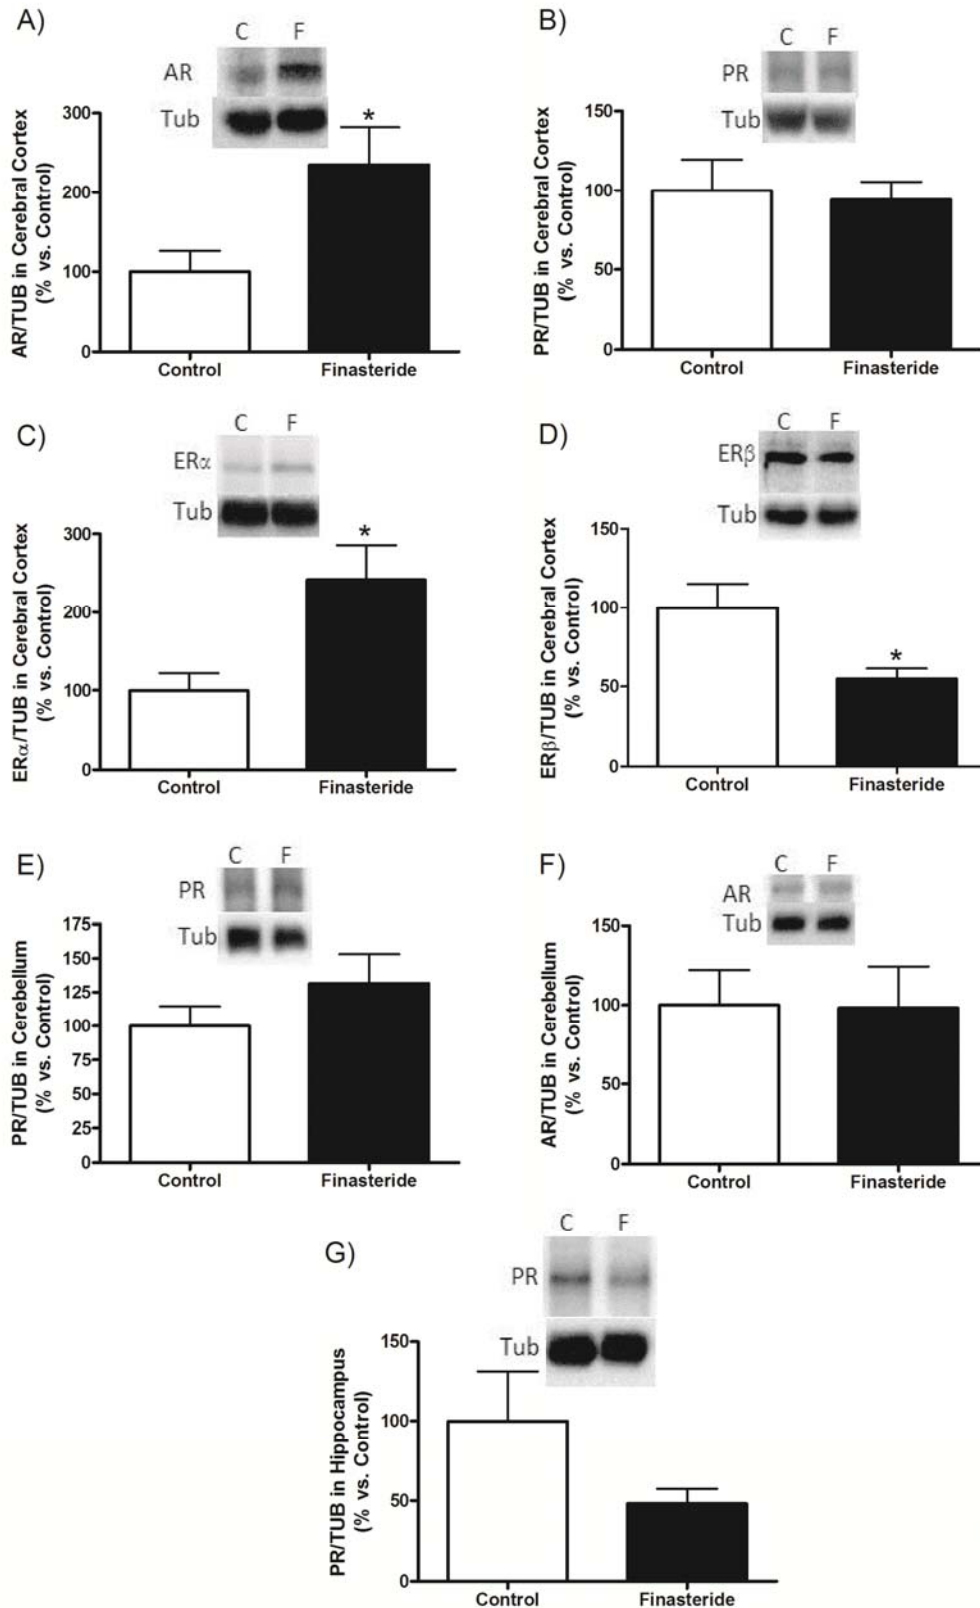 A)
C F
AR
Tub
AR/TUB in Cerebral Cortex
(% vs. Control)
300
200
100
0
*
Control Finasteride
B)
C F
PR
Tub
PR/TUB in Cerebral Cortex
(% vs. Control)
150
100
50
0
Control Finasteride
C)
C F
ERα
Tub
ERα/TUB in Cerebral Cortex
(% vs. Control)
300
200
100
0
*
Control Finasteride
D)
C F
ERβ
Tub
ERβ/TUB in Cerebral Cortex
(% vs. Control)
150
100
50
0
*
Control Finasteride
E)
C F
PR
Tub
PR/TUB in Cerebellum
(% vs. Control)
175
150
125
100
75
50
25
0
Control Finasteride
F)
C F
AR
Tub
AR/TUB in Cerebellum
(% vs. Control)
150
100
50
0
Control Finasteride
G)
C F
PR
Tub
PR/TUB in Hippocampus
(% vs. Control)
150
100
50
0
Control Finasteride